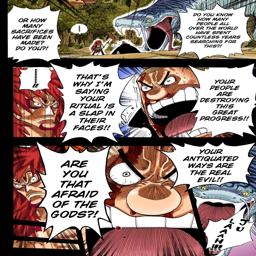 DO YOU KNOW
HOW MANY
PEOPLE ALL
OVER THE WORLD
HAVE SPENT
COUNTLESS YEARS
SEARCHING FOR
THIS?!
OR HOW
MANY
SACRIFICES
HAVE BEEN
MADE?
DO YOU?!
YOUR
PEOPLE
ARE
DESTROYING
THIS
GREAT
PROGRESS!!
THAT'S
WHY I'M
SAYING
YOUR
RITUAL IS
A SLAP IN
THEIR
FACES!!
YOUR
ANTIQUATED
WAYS ARE
THE REAL
EVIL!!
ARE
YOU
THAT
AFRAID
OF THE
GODS?!